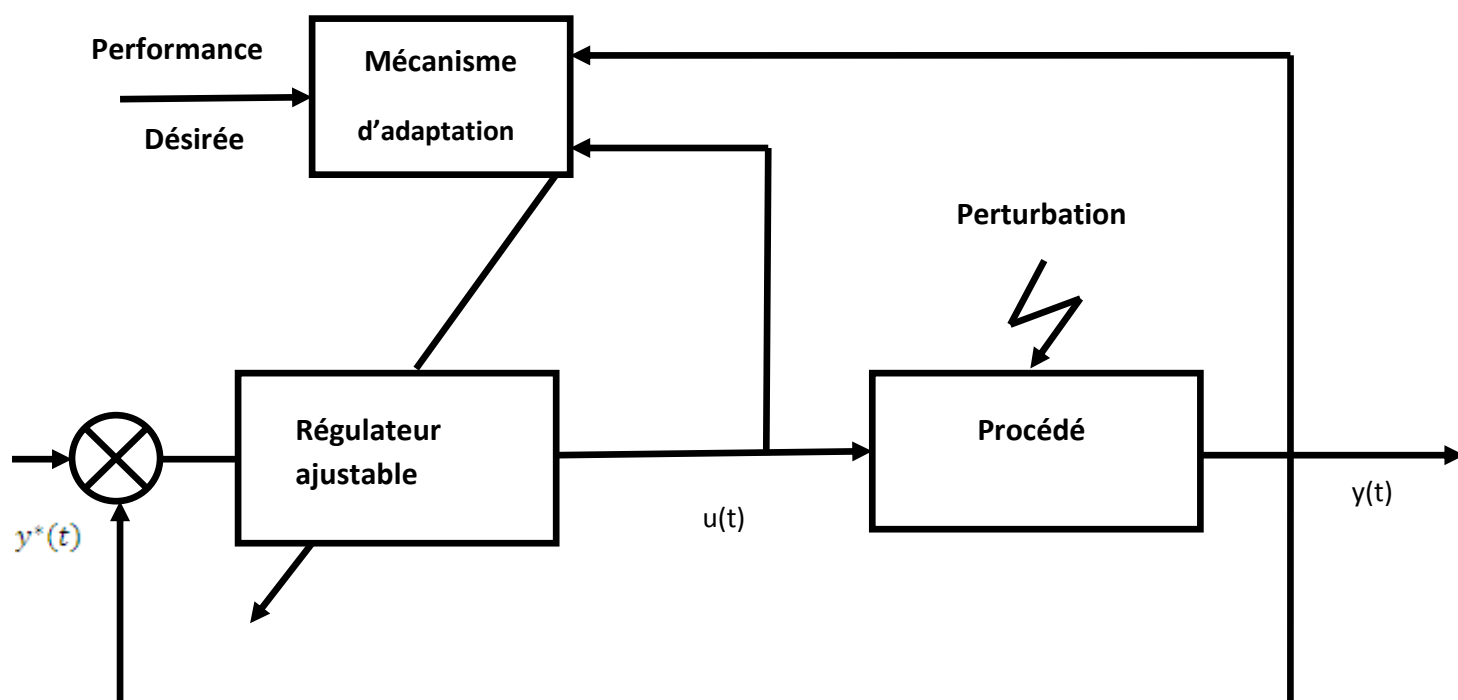 Performance
Désirée
Mécanisme
d’adaptation
Perturbation
Régulateur
ajustable
Procédé
y*(t)
u(t)
y(t)